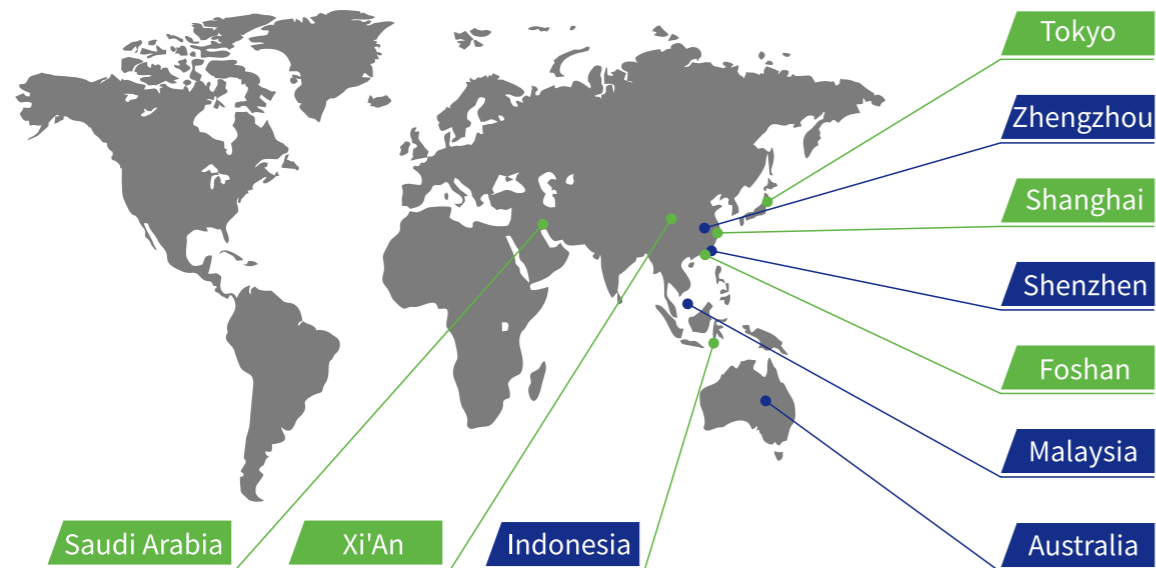 Tokyo
Zhengzhou
Shanghai
Shenzhen
Foshan
Malaysia
Saudi Arabia
Xi'An
Indonesia
Australia